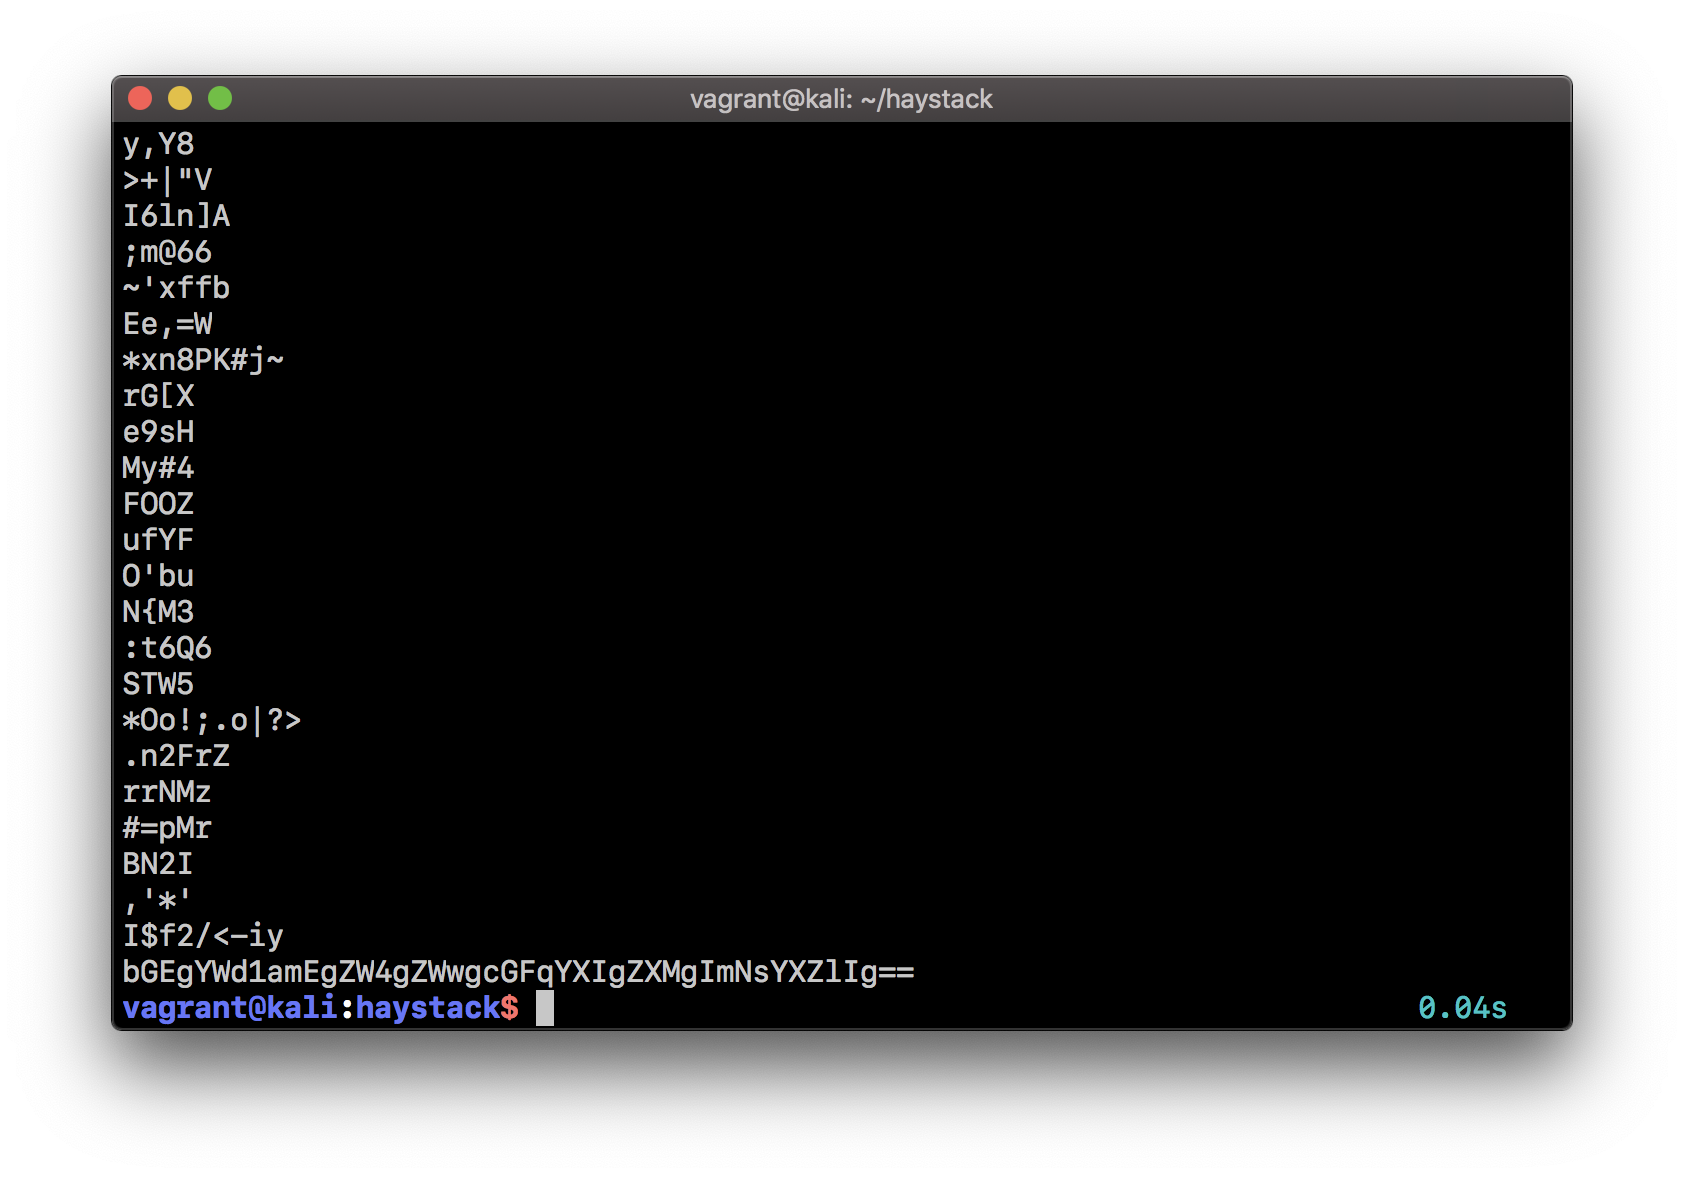 vagrant@kali: ~/haystack
y,Y8
>+|"V
I6ln]A
;m@66
~'xffb
Ee,=W
*xn8PK#j~
rG[X
e9sH
My#4
FOOZ
ufYF
O'bu
N{M3
:t6Q6
STW5
*Oo!;.o|?>
.n2FrZ
rrNMz
#=pMr
BN2I
,'*'
I$f2/<-iy
bGEgYWd1amEgZW4gZWwgcGFqYXIgZXMgImNsYXZlIg==
vagrant@kali:haystack$ 0.04s